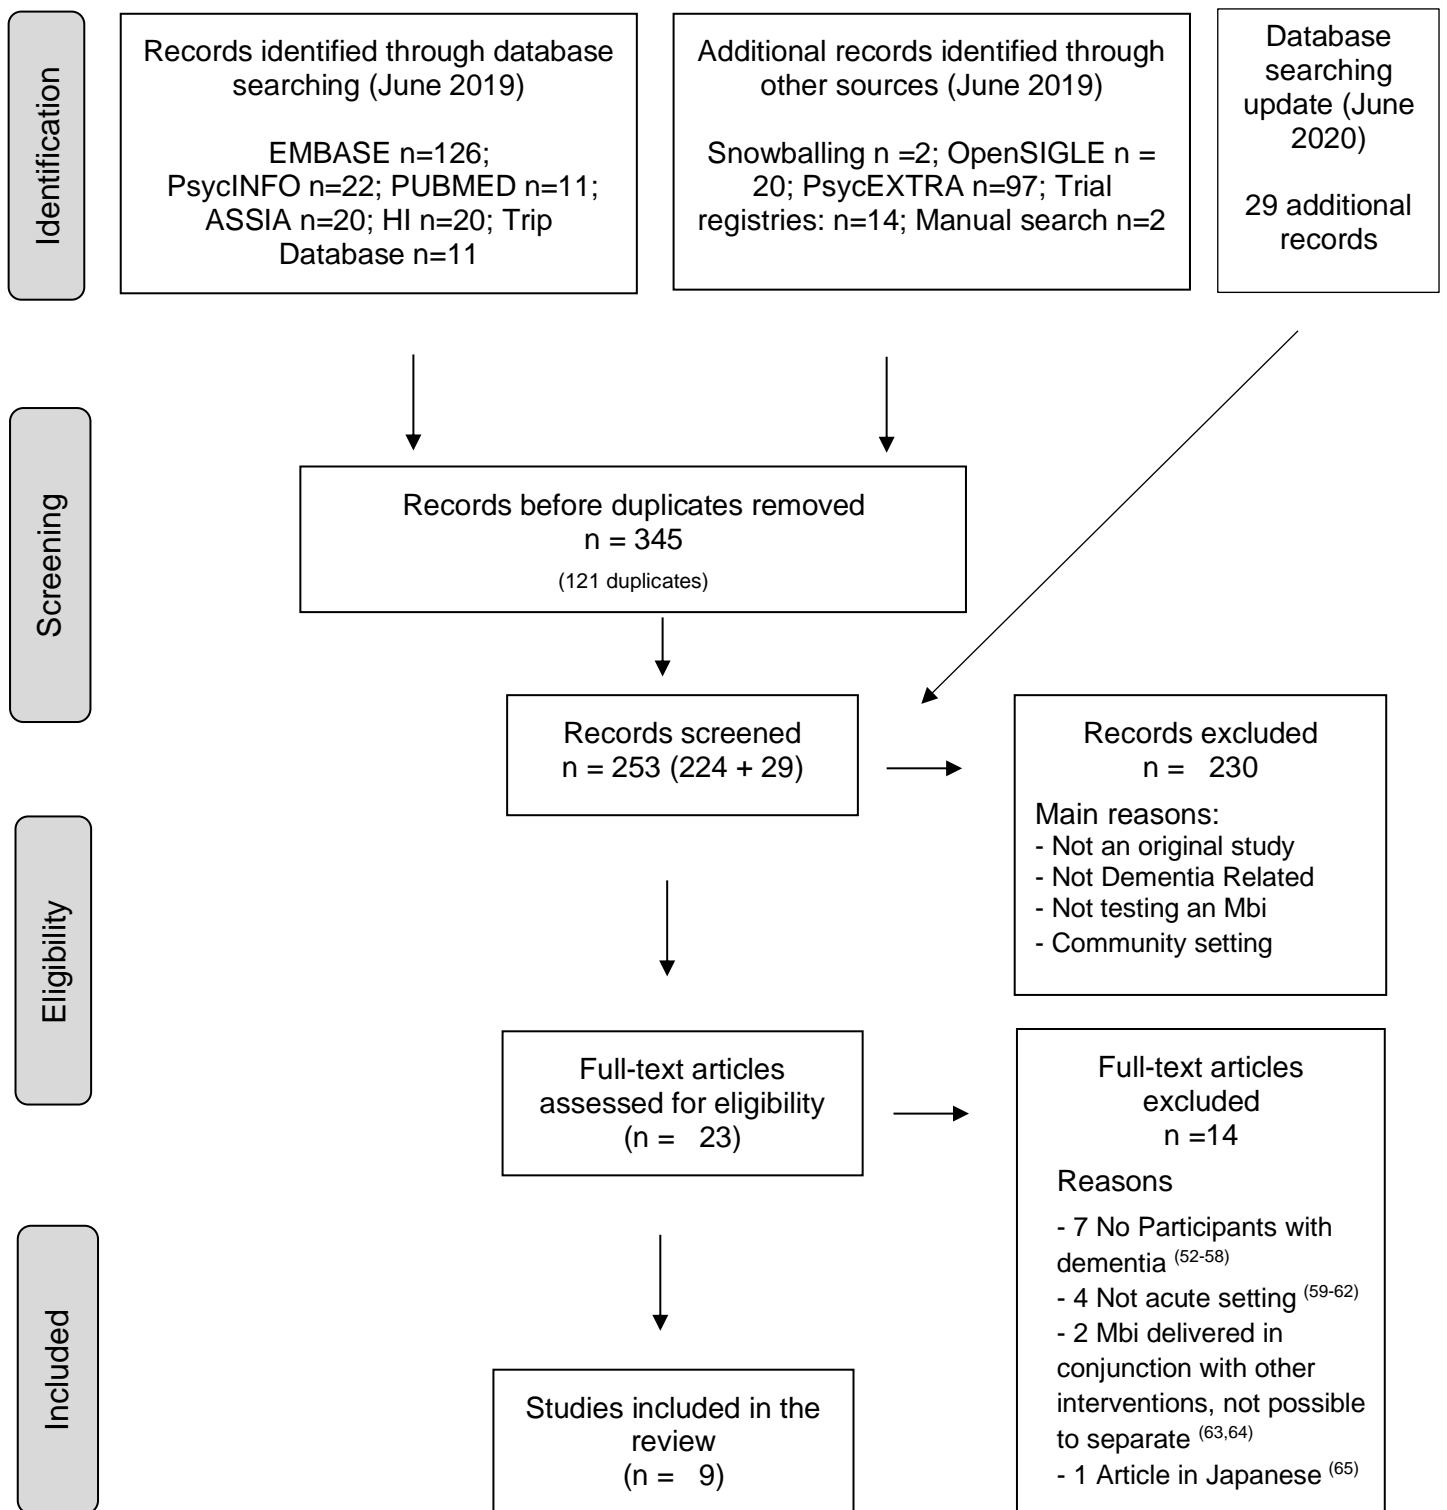 Identification
Records identified through database
searching (June 2019)
EMBASE n=126;
PsycINFO n=22; PUBMED n=11;
ASSIA n=20; HI n=20; Trip
Database n=11
Additional records identified through
other sources (June 2019)
Snowballing n =2; OpenSIGLE n =
20; PsycEXTRA n=97; Trial
registries: n=14; Manual search n=2
Database
searching
update (June
2020)
29 additional
records
Screening
Records before duplicates removed
n = 345
(121 duplicates)
Records screened
n = 253 (224 + 29)
Records excluded
n =   230
Main reasons:
- Not an original study
- Not Dementia Related
- Not testing an Mbi
- Community setting
Eligibility
Full-text articles
assessed for eligibility
(n =   23)
Full-text articles
excluded
n =14
Reasons
- 7 No Participants with
dementia (52-58)
- 4 Not acute setting (59-62)
- 2 Mbi delivered in
conjunction with other
interventions, not possible
to separate (63,64)
- 1 Article in Japanese (65)
Included
Studies included in the
review
(n =   9)